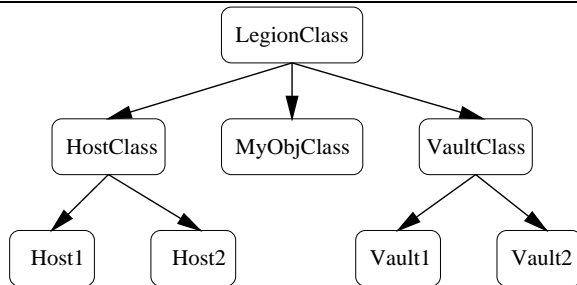 LegionClass
HostClass
MyObjClass
VaultClass
Host1
Host2
Vault1
Vault2